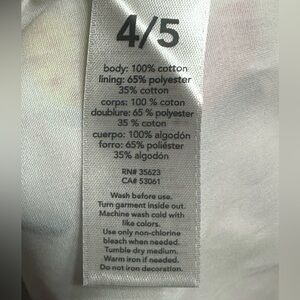 4/5
body: 100% cotton
lining: 65% polyester
35% cotton
corps: 100 % coton
doublure: 65 % polyester
35 % coton
cuerpo: 100% algodón
forro: 65% poliéster
35% algodón
RN# 35623
CA# 53061
Wash before use.
Turn garment inside out.
Machine wash cold with
like colors.
Use only non-chlorine
bleach when needed.
Tumble dry medium.
Warm iron if needed.
Do not iron decoration.